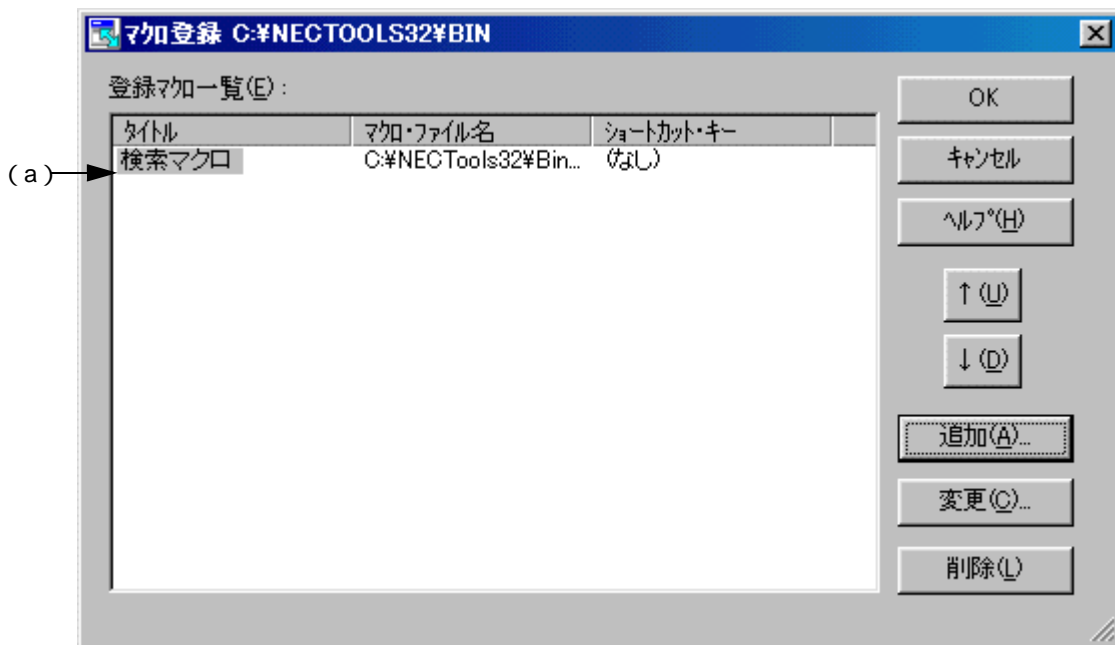 マクロ登録 C:¥NECTOOLS32¥BIN
登録マクロ一覧(E):
タイトル マクロ・ファイル名 ショートカット・キー
(a) 検索マクロ C:¥NECTools32¥Bin... (なし)
OK
キャンセル
ヘルプ(H)
↑(U)
↓(D)
追加(A)...
変更(C)...
削除(L)